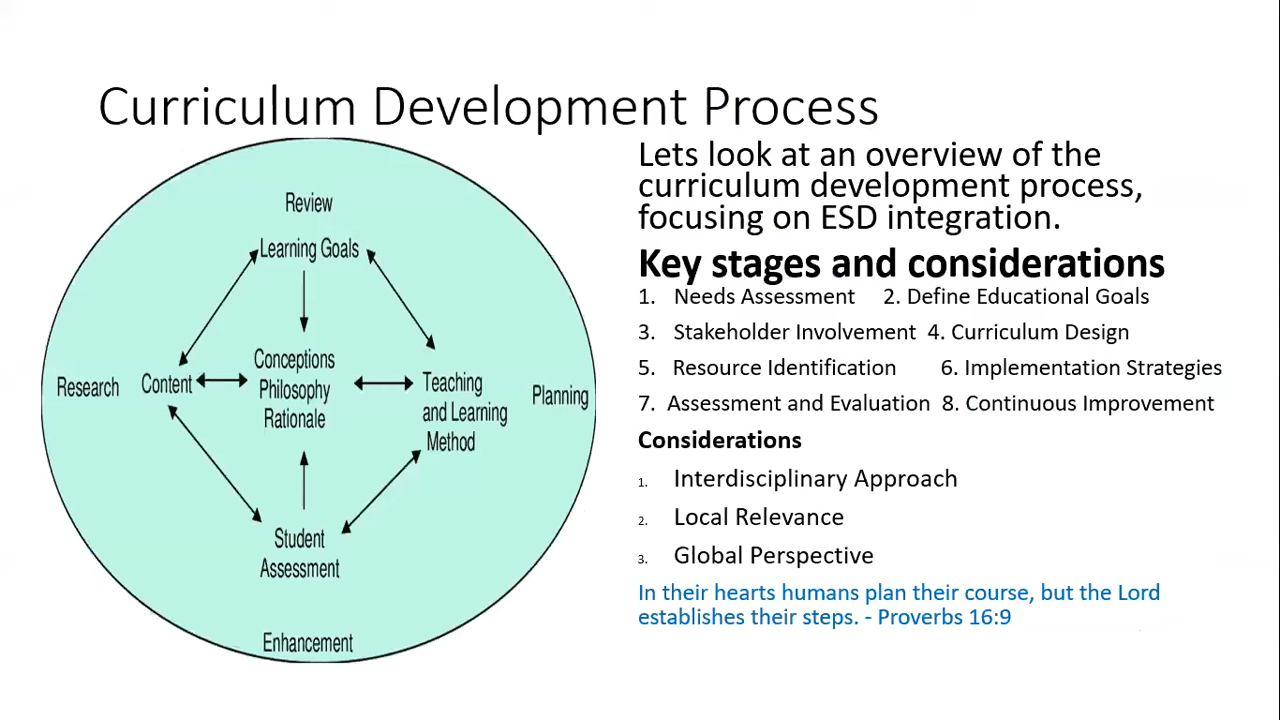 Curriculum Development Process
Review
Learning Goals
Research
Content
Conceptions
Philosophy
Rationale
Teaching
and Learning
Method
Planning
Student
Assessment
Enhancement
Lets look at an overview of the
curriculum development process,
focusing on ESD integration.
Key stages and considerations
1. Needs Assessment 2. Define Educational Goals
3. Stakeholder Involvement 4. Curriculum Design
5. Resource Identification 6. Implementation Strategies
7. Assessment and Evaluation 8. Continuous Improvement
Considerations
1. Interdisciplinary Approach
2. Local Relevance
3. Global Perspective
In their hearts humans plan their course, but the Lord
establishes their steps. - Proverbs 16:9